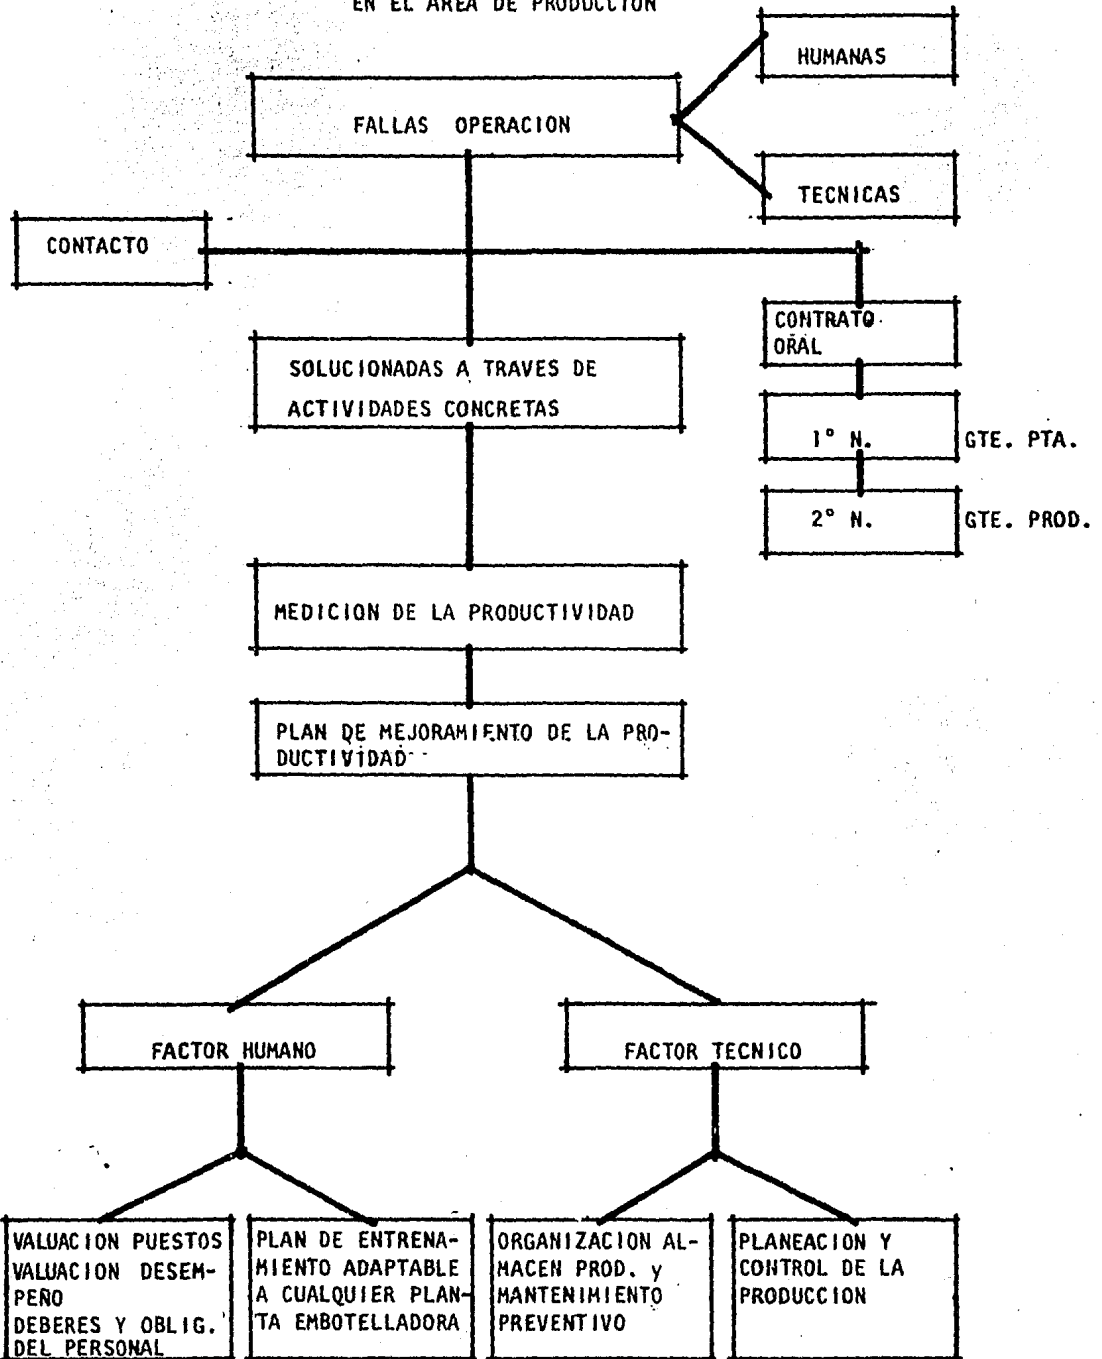 EN EL AREA DE PRODUCCION
HUMANAS
FALLAS OPERACION
TECNICAS
CONTACTO
CONTRATO
ORAL
SOLUCIONADAS A TRAVES DE
ACTIVIDADES CONCRETAS
1° N. GTE. PTA.
2° N. GTE. PROD.
MEDICION DE LA PRODUCTIVIDAD
PLAN DE MEJORAMIENTO DE LA PRO-
DUCTIVIDAD
FACTOR HUMANO
FACTOR TECNICO
VALUACION PUESTOS
VALUACION DESEM-
PEÑO
DEBERES Y OBLIG.
DEL PERSONAL
PLAN DE ENTRENA-
MIENTO ADAPTABLE
A CUALQUIER PLAN-
TA EMBOTELLADORA
ORGANIZACION AL-
MACEN PROD. y
MANTENIMIENTO
PREVENTIVO
PLANEACION Y
CONTROL DE LA
PRODUCCION